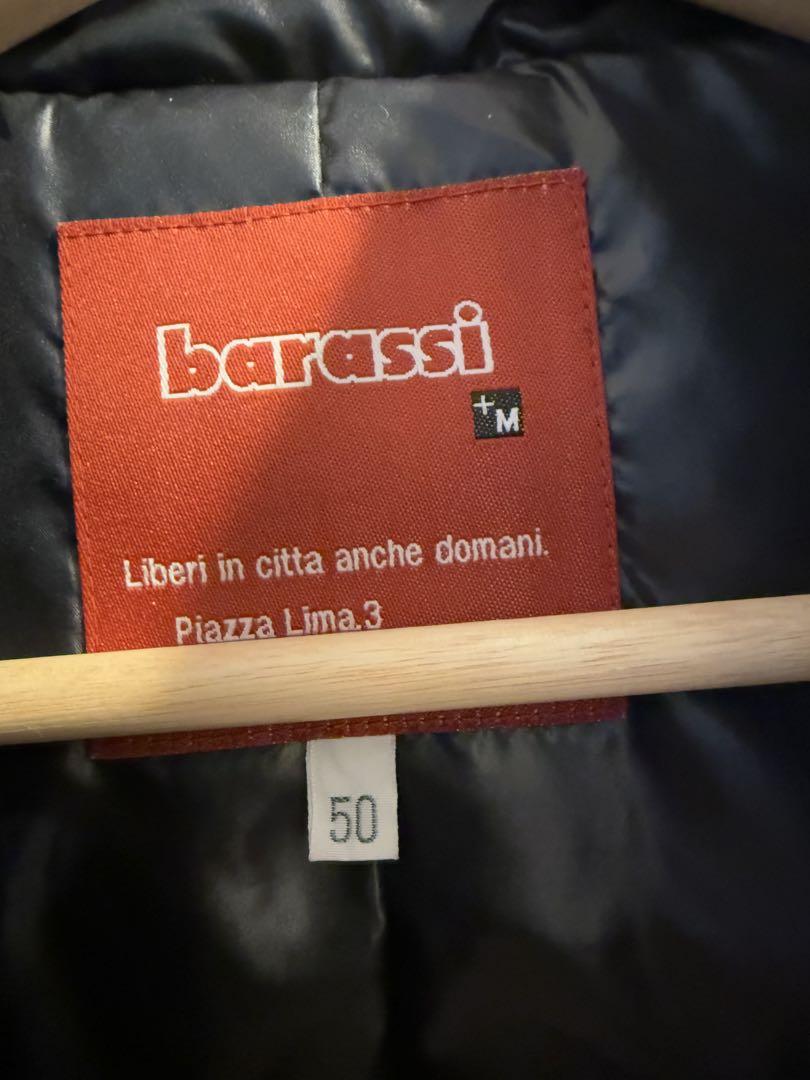 barassi
+M
Liberi in citta anche domani.
Piazza Lima.3
50